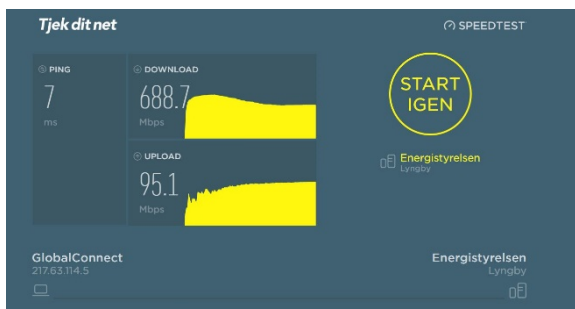 Tjek dit net
SPEEDTEST
PING
7
ms
DOWNLOAD
688.7
Mbps
UPLOAD
95.1
Mbps
START
IGEN
Energistyrelsen
Lyngby
GlobalConnect
217.63.114.5
Energistyrelsen
Lyngby